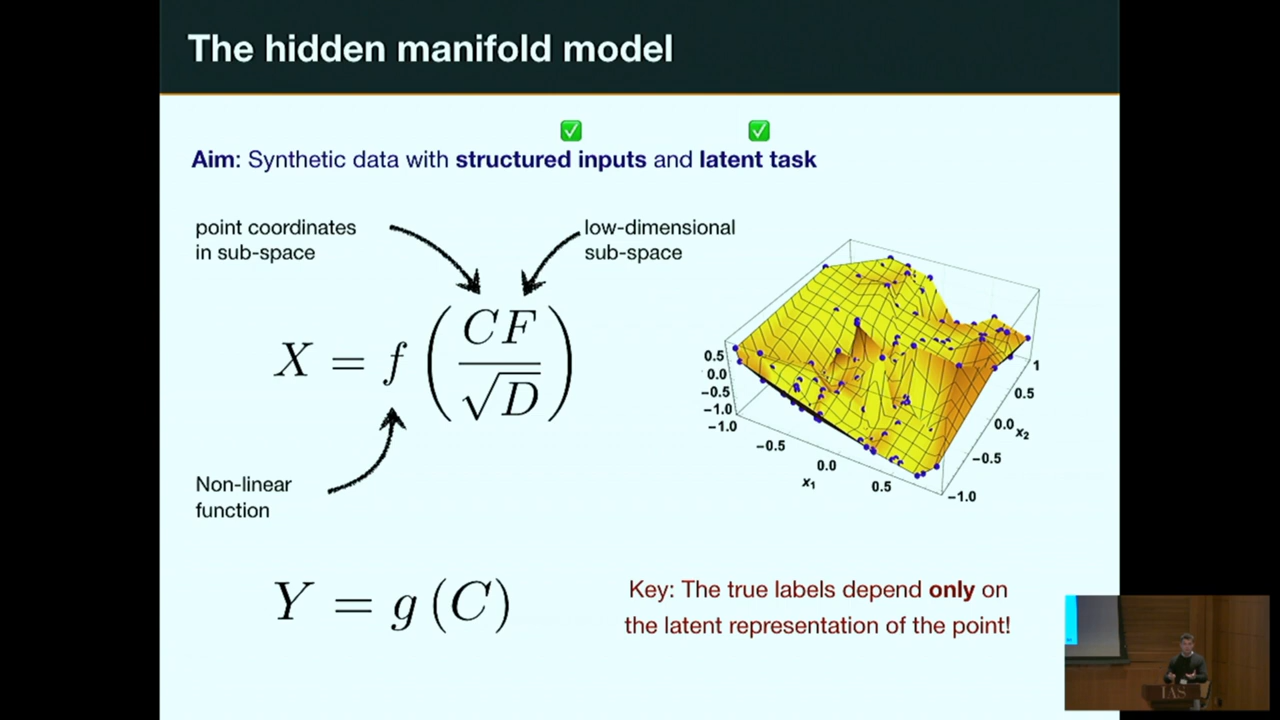 The hidden manifold model
Aim: Synthetic data with structured inputs and latent task
point coordinates
in sub-space
low-dimensional
sub-space
X = f ( CF / √D )
Non-linear
function
0.5
0.0
−0.5
−1.0
−1.0
−0.5
0.0
0.5
x₁
1
0.5
0.0
x₂
−0.5
−1.0
Y = g (C)
Key: The true labels depend only on
the latent representation of the point!
IAS